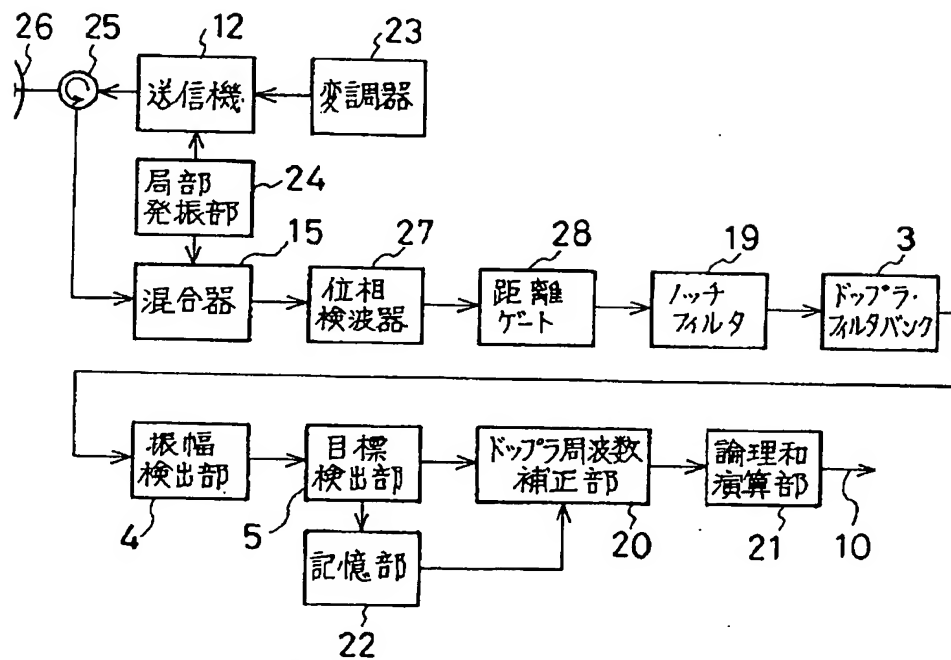 26
25
12
23
送信機
変調器
局部
発振部
24
15
27
28
19
3
混合器
位相
検波器
距離
ゲート
ノッチ
フィルタ
ドップラ・
フィルタバンク
振幅
検出部
目標
検出部
ドップラ周波数
補正部
論理和
演算部
4
5
20
21
10
記憶部
22